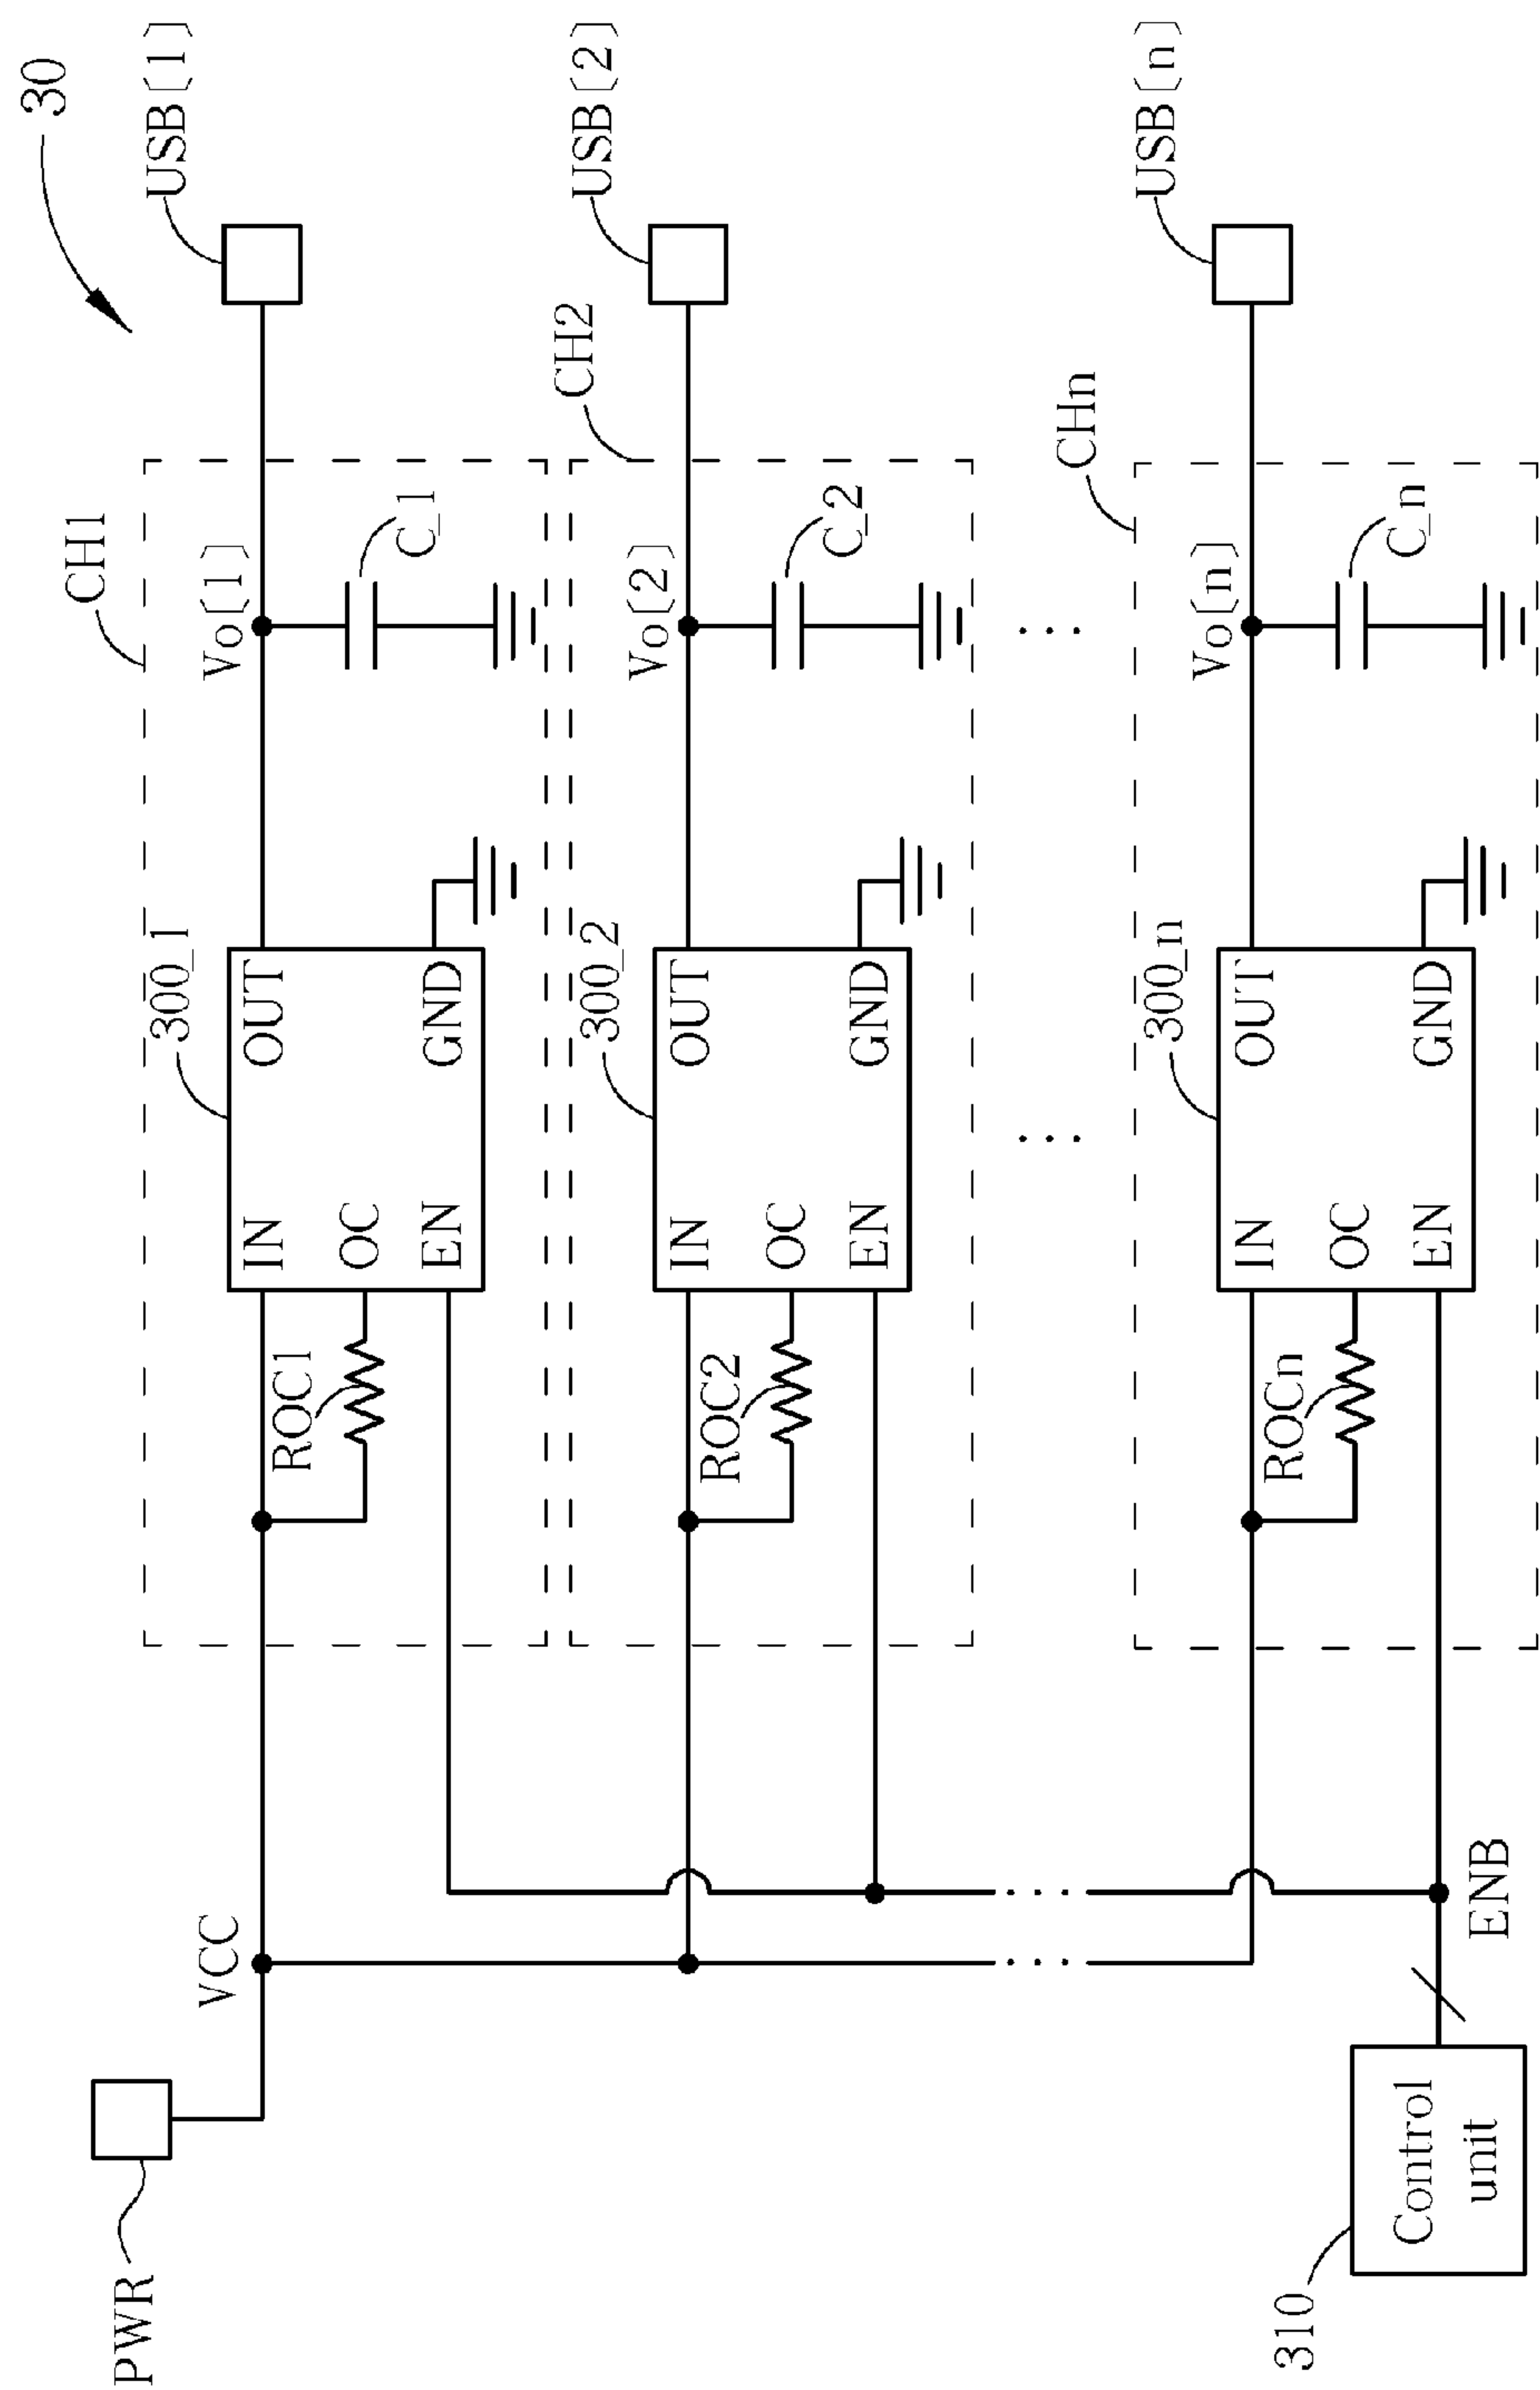 30
CH1
USB[1]
Vo[1]
300_1
C_1
IN
OUT
OC
EN
GND
ROC1
VCC
PWR
CH2
USB[2]
Vo[2]
300_2
C_2
IN
OUT
OC
EN
GND
ROC2
CHn
USB[n]
Vo[n]
300_n
C_n
IN
OUT
OC
EN
GND
ROCn
ENB
310
Control
unit